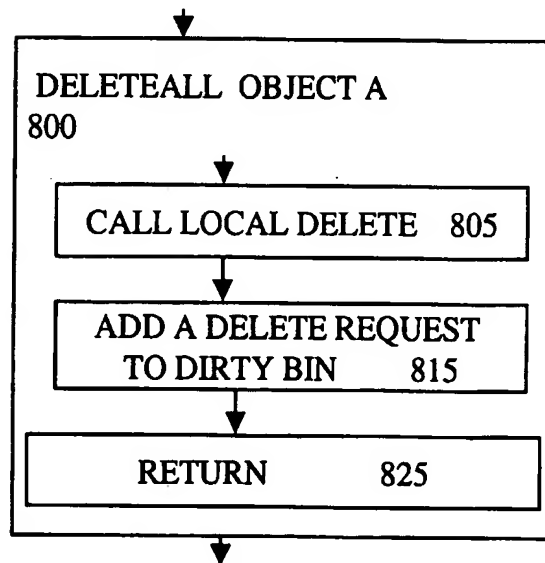 DELETEALL OBJECT A
800
CALL LOCAL DELETE 805
ADD A DELETE REQUEST
TO DIRTY BIN 815
RETURN 825